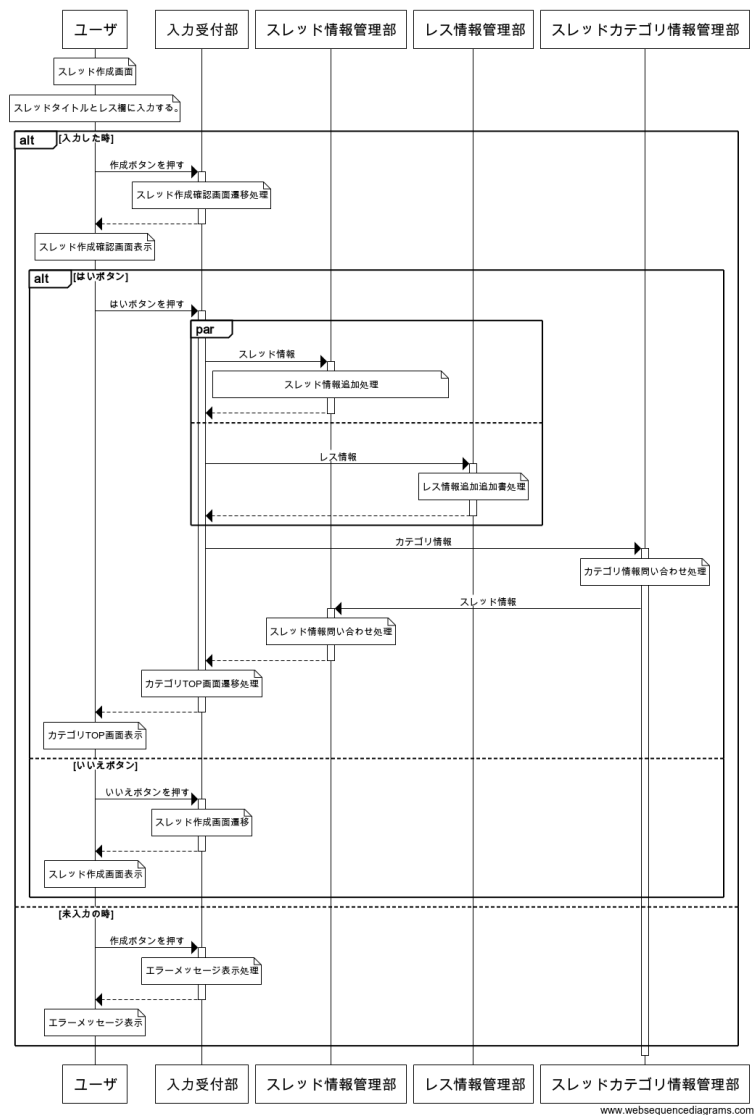 ユーザ
入力受付部
スレッド情報管理部
レス情報管理部
スレッドカテゴリ情報管理部
スレッド作成画面
スレッドタイトルとレス欄に入力する。
alt
[入力した時]
作成ボタンを押す
スレッド作成確認画面遷移処理
スレッド作成確認画面表示
alt
[はいボタン]
はいボタンを押す
par
スレッド情報
スレッド情報追加処理
レス情報
レス情報追加追加書処理
カテゴリ情報
カテゴリ情報問い合わせ処理
スレッド情報
スレッド情報問い合わせ処理
カテゴリTOP画面遷移処理
カテゴリTOP画面表示
[いいえボタン]
いいえボタンを押す
スレッド作成画面遷移
スレッド作成画面表示
[未入力の時]
作成ボタンを押す
エラーメッセージ表示処理
エラーメッセージ表示
ユーザ
入力受付部
スレッド情報管理部
レス情報管理部
スレッドカテゴリ情報管理部
www.websequencediagrams.com